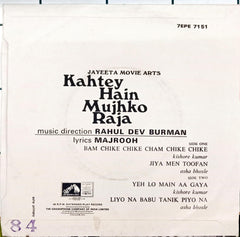 7EPE 7151
JAYEETA MOVIE ARTS
Kahtey
Hain
Mujhko
Raja
music direction RAHUL DEV BURMAN
lyrics MAJROOH
SIDE ONE
BAM CHIKE CHIKE CHAM CHIKE CHIKE
kishore kumar
JIYA MEN TOOFAN
asha bhosle
SIDE TWO
YEH LO MAIN AA GAYA
kishore kumar
LIYO NA BABU TANIK PIYO NA
asha bhosle
84